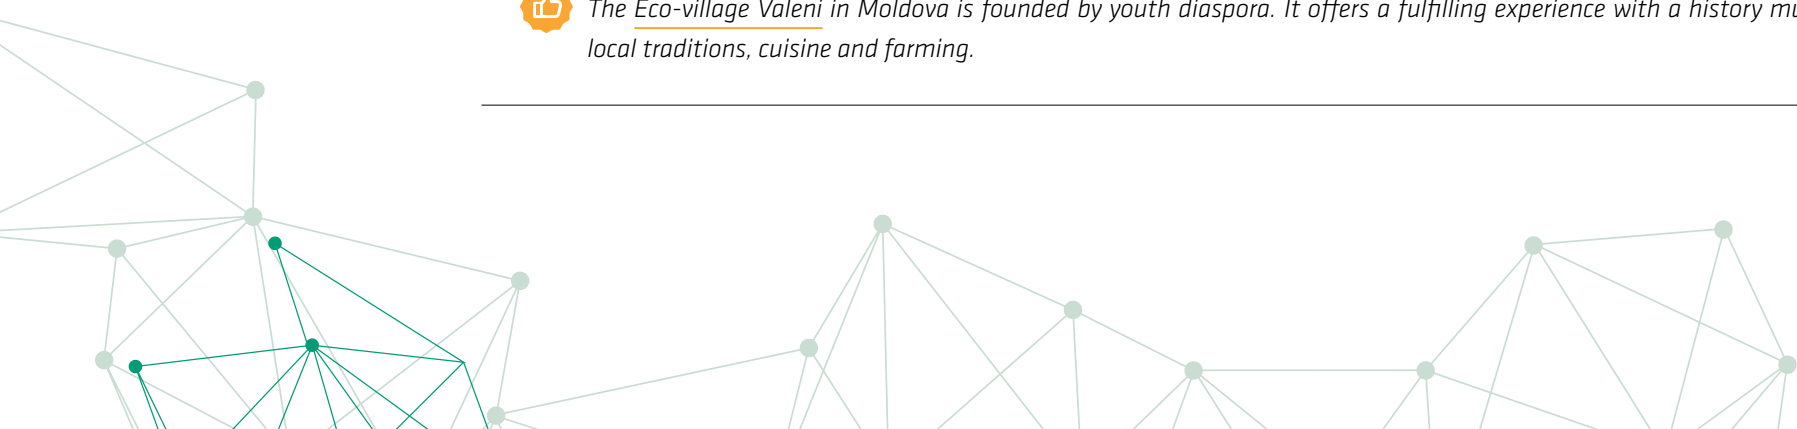 The Eco-village Valeni in Moldova is founded by youth diaspora. It offers a fulfilling experience with a history
local traditions, cuisine and farming.